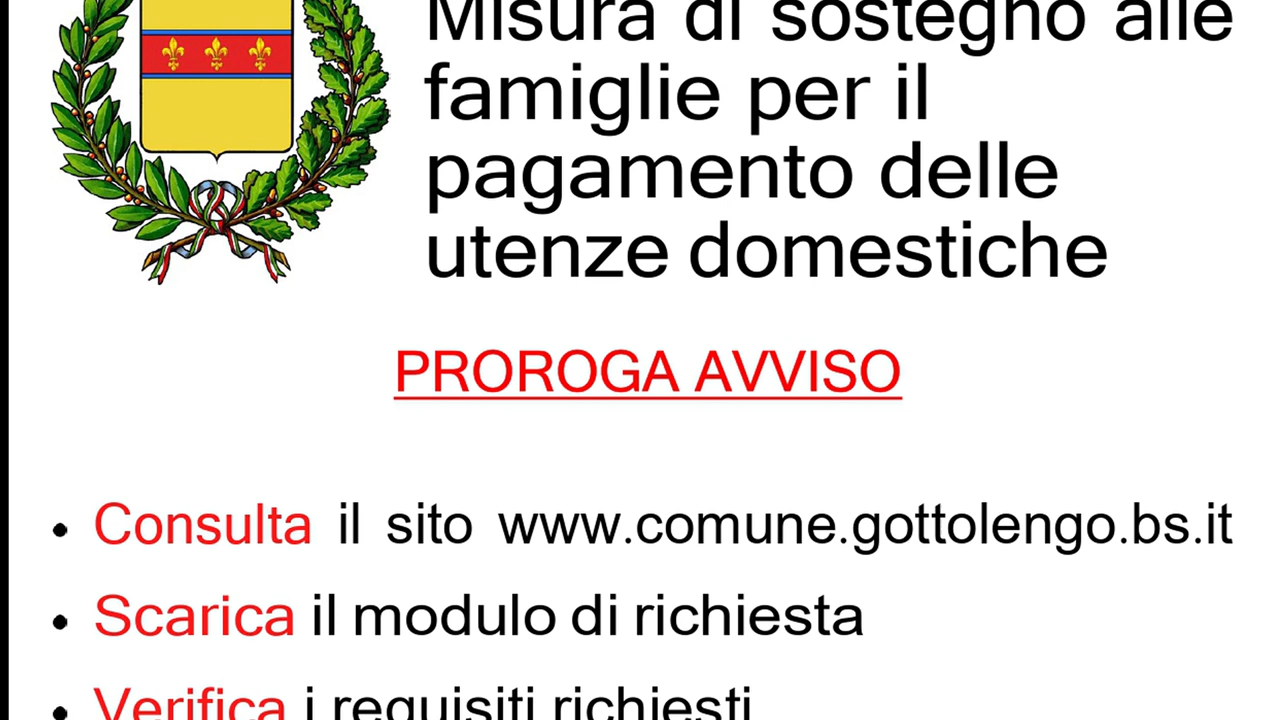 Misura di sostegno alle
famiglie per il
pagamento delle
utenze domestiche
PROROGA AVVISO
• Consulta il sito www.comune.gottolengo.bs.it
• Scarica il modulo di richiesta
• Verifica i requisiti richiesti